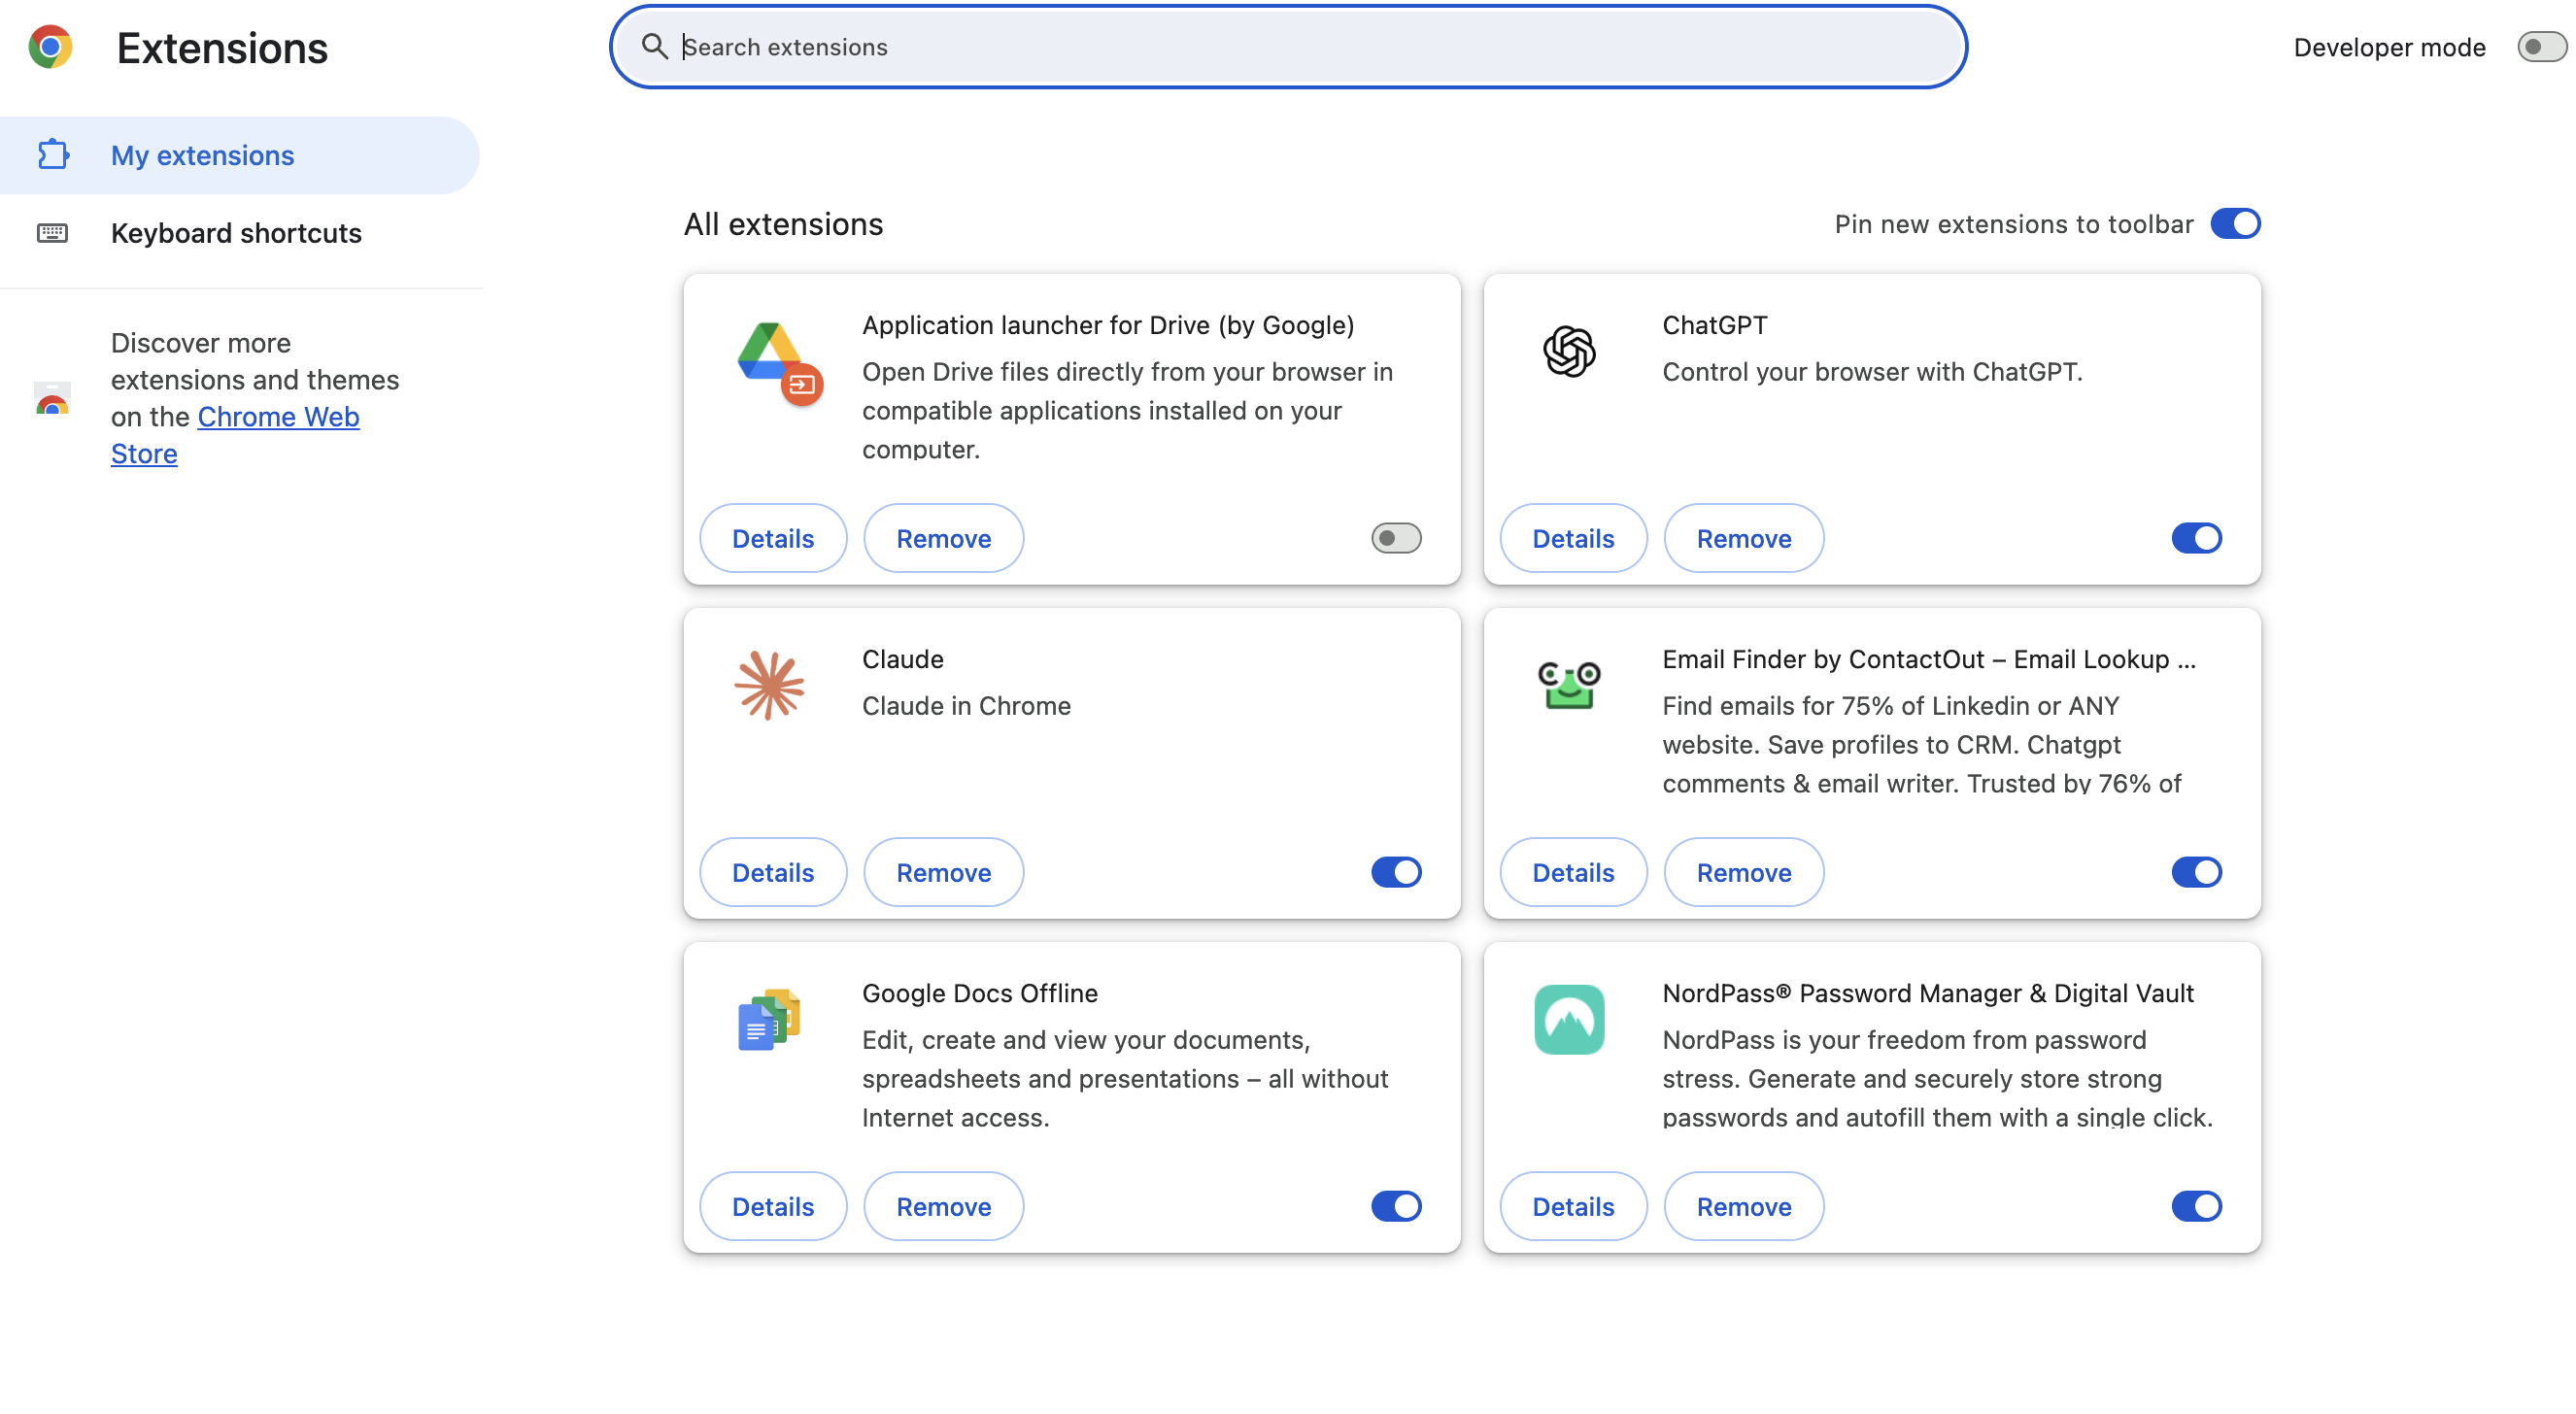 Extensions
Search extensions
Developer mode
My extensions
Keyboard shortcuts
Discover more
extensions and themes
on the Chrome Web
Store
All extensions
Pin new extensions to toolbar
Application launcher for Drive (by Google)
Open Drive files directly from your browser in
compatible applications installed on your
computer.
Details
Remove
ChatGPT
Control your browser with ChatGPT.
Details
Remove
Claude
Claude in Chrome
Details
Remove
Email Finder by ContactOut – Email Lookup ...
Find emails for 75% of Linkedin or ANY
website. Save profiles to CRM. Chatgpt
comments & email writer. Trusted by 76% of
Details
Remove
Google Docs Offline
Edit, create and view your documents,
spreadsheets and presentations – all without
Internet access.
Details
Remove
NordPass® Password Manager & Digital Vault
NordPass is your freedom from password
stress. Generate and securely store strong
passwords and autofill them with a single click.
Details
Remove